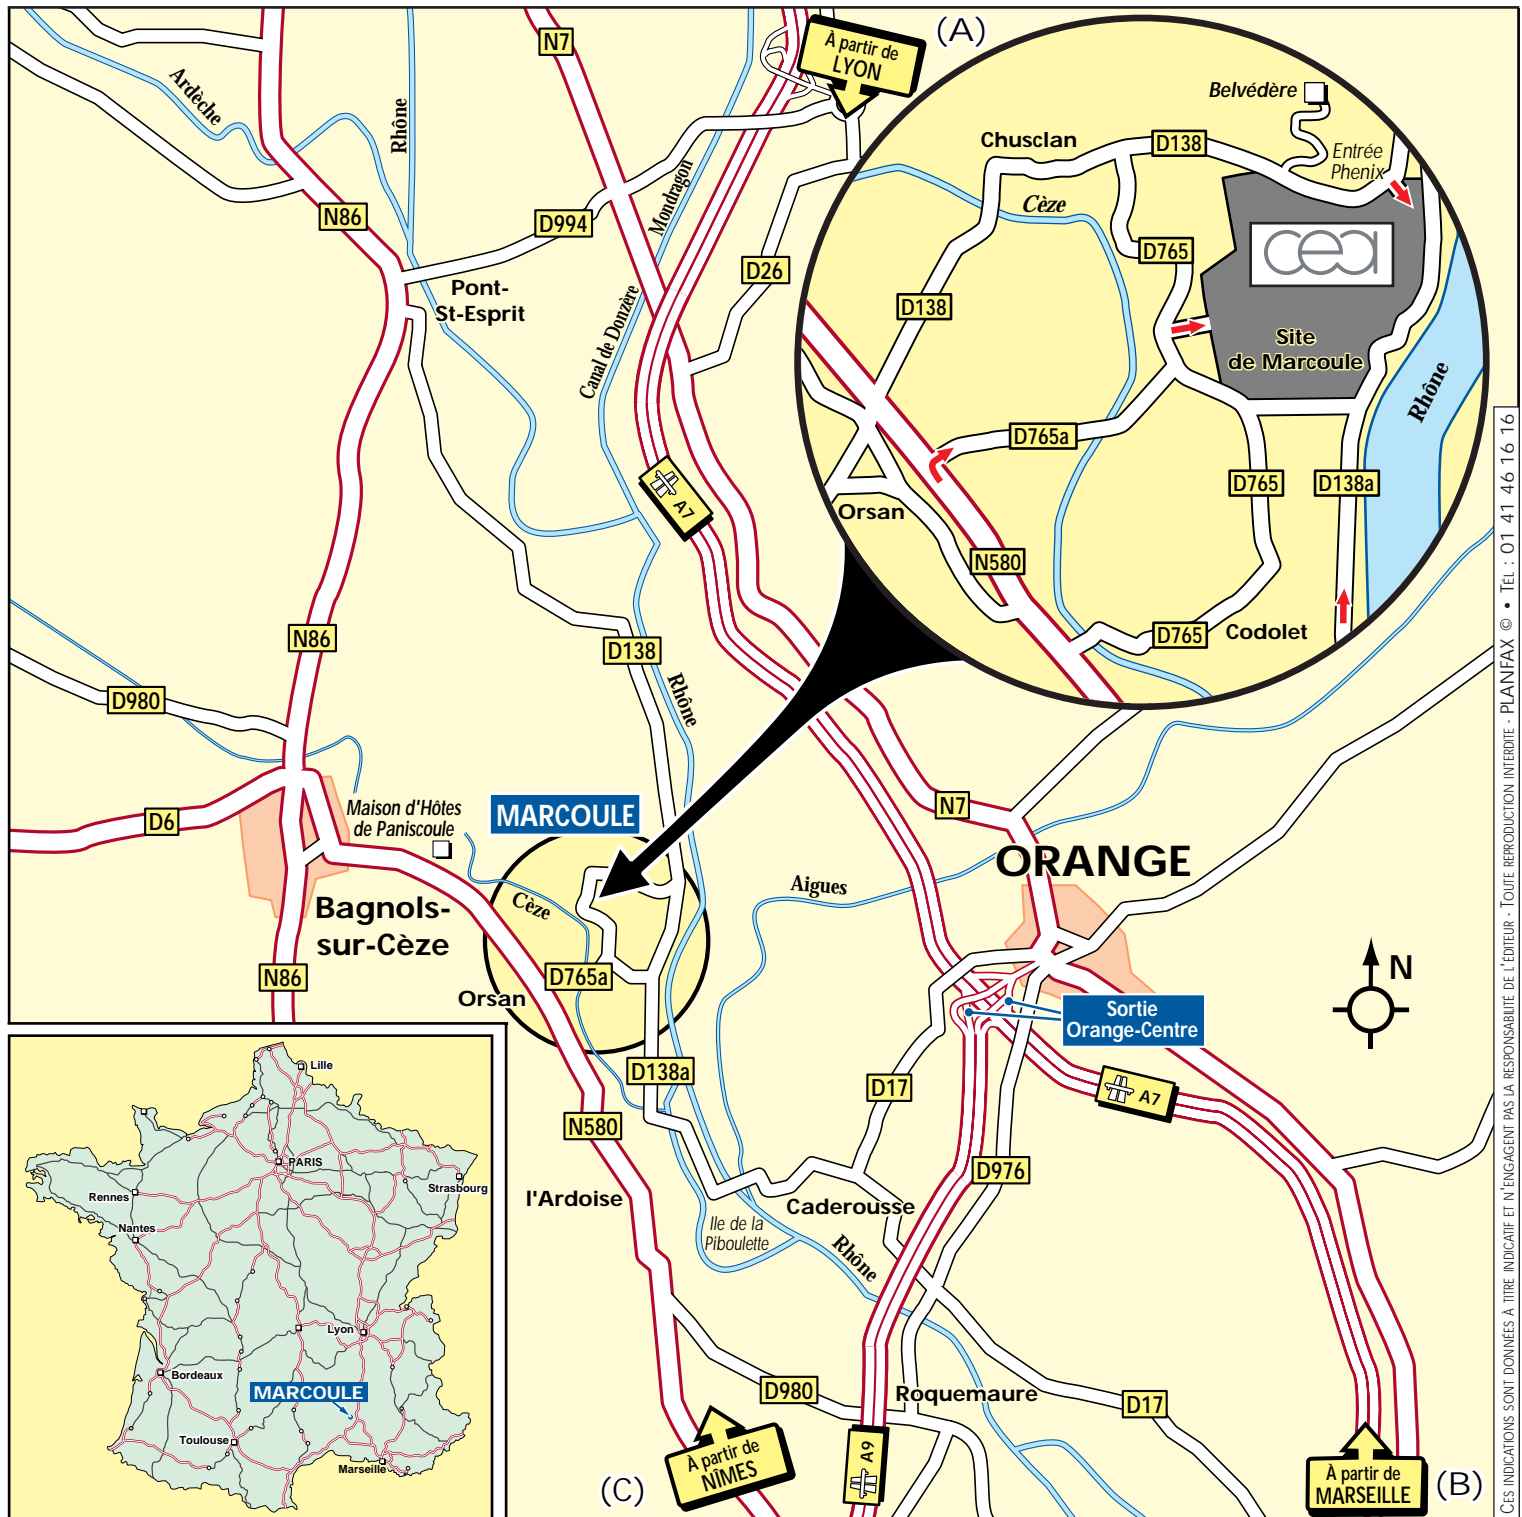 (A)
À partir de
LYON
N7
Ardèche
Rhône
Mondragon
N86
D994
D26
Pont-
St-Esprit
Canal de Donzère
A7
Belvédère
Chusclan
D138
Entrée
Phenix
Cèze
D765
cea
D138
Site
de Marcoule
Rhône
D765a
D765
D138a
Orsan
N580
D765
Codolet
N86
D138
Rhône
D980
D6
Maison d'Hôtes
de Paniscoule
MARCOULE
N7
ORANGE
Aigues
Cèze
Bagnols-
sur-Cèze
N86
D765a
Orsan
N
Sortie
Orange-Centre
D138a
D17
A7
N580
D976
l'Ardoise
Caderousse
Ile de la
Piboulette
Rhône
D980
Roquemaure
D17
À partir de
NÎMES
(C)
A9
À partir de
MARSEILLE
(B)
Lille
PARIS
Strasbourg
Rennes
Nantes
Lyon
Bordeaux
MARCOULE
Toulouse
Marseille
CES INDICATIONS SONT DONNÉES À TITRE INDICATIF ET N'ENGAGENT PAS LA RESPONSABILITÉ DE L'ÉDITEUR - TOUTE REPRODUCTION INTERDITE - PLANIFAX © • TÉL : 01 41 46 16 16